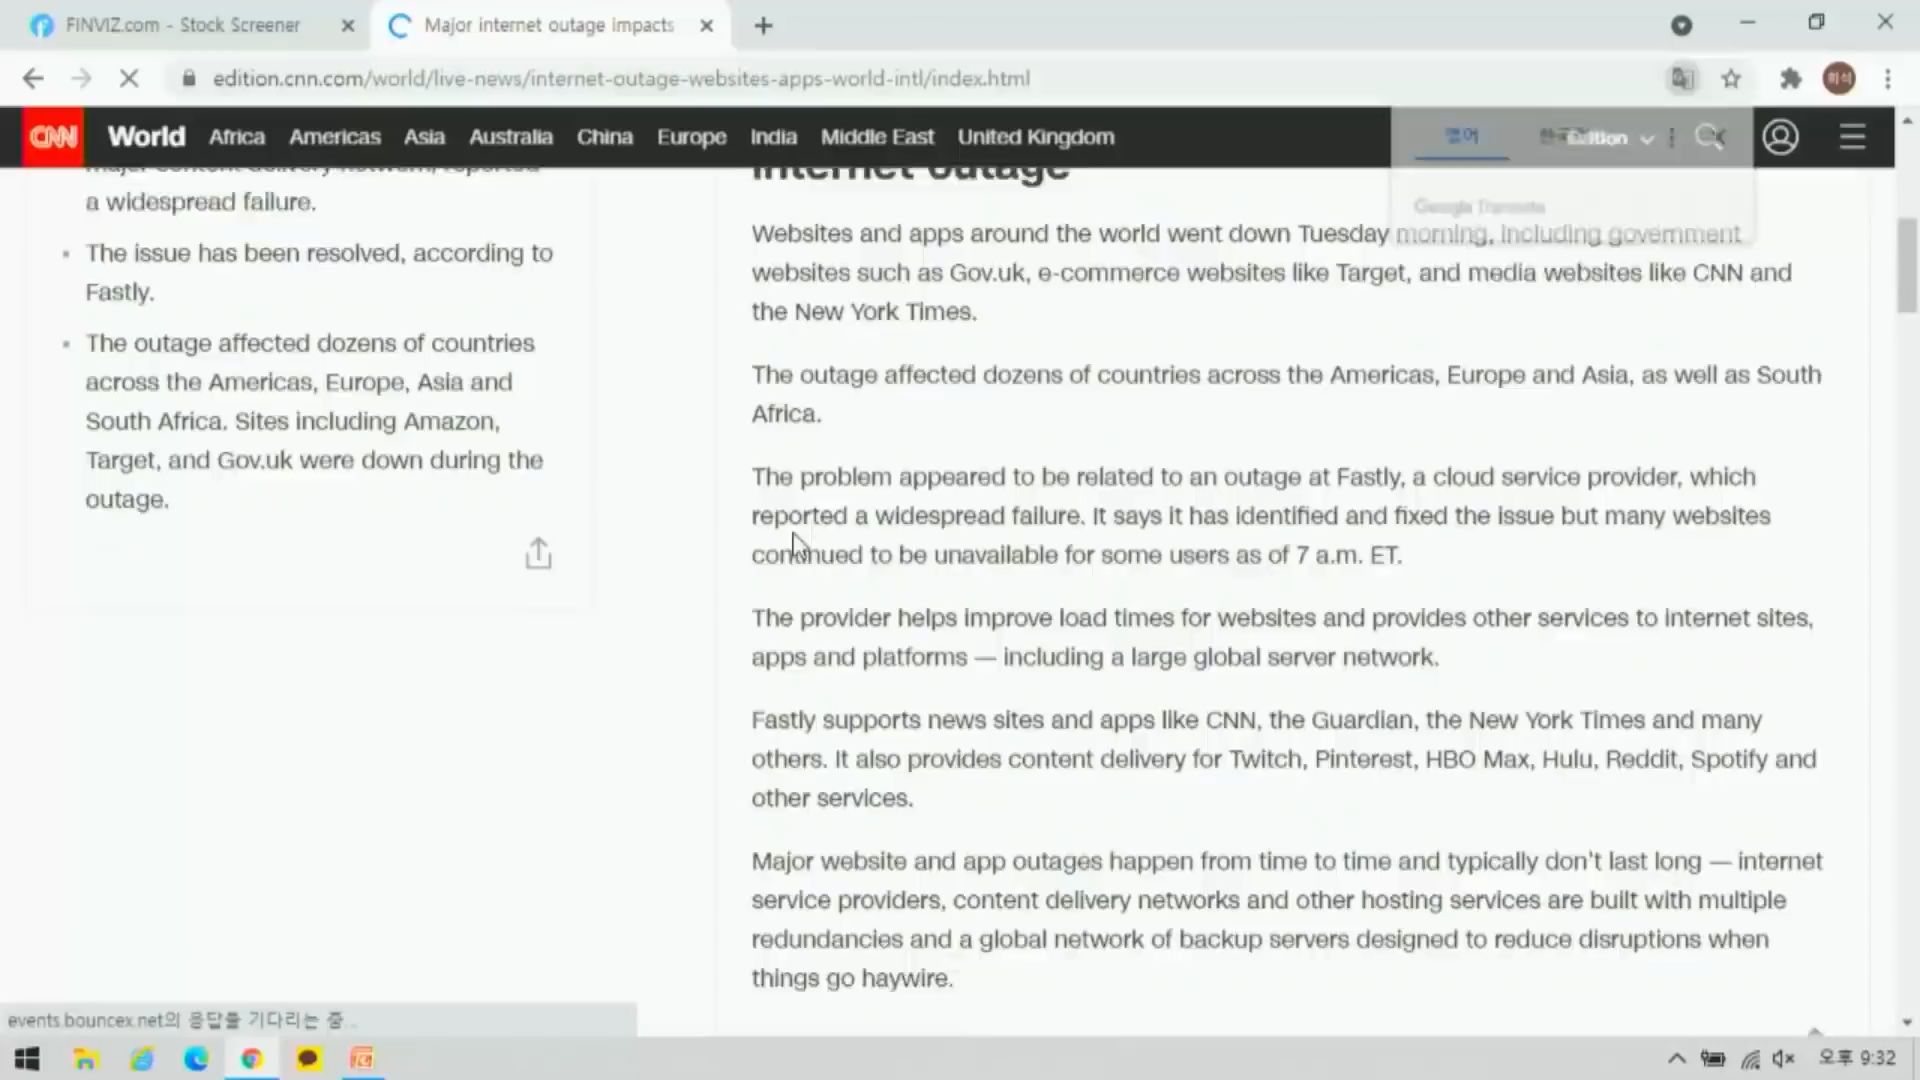 FINVIZ.com - Stock Screener
Major internet outage impacts
edition.cnn.com/world/live-news/internet-outage-websites-apps-world-intl/index.html
희석
CNN World Africa Americas Asia Australia China Europe India Middle East United Kingdom
영어
Edition
Google Translate
a widespread failure.
The issue has been resolved, according to
Fastly.
The outage affected dozens of countries
across the Americas, Europe, Asia and
South Africa. Sites including Amazon,
Target, and Gov.uk were down during the
outage.
internet outage
Websites and apps around the world went down Tuesday morning, including government
websites such as Gov.uk, e-commerce websites like Target, and media websites like CNN and
the New York Times.
The outage affected dozens of countries across the Americas, Europe and Asia, as well as South
Africa.
The problem appeared to be related to an outage at Fastly, a cloud service provider, which
reported a widespread failure. It says it has identified and fixed the issue but many websites
continued to be unavailable for some users as of 7 a.m. ET.
The provider helps improve load times for websites and provides other services to internet sites,
apps and platforms — including a large global server network.
Fastly supports news sites and apps like CNN, the Guardian, the New York Times and many
others. It also provides content delivery for Twitch, Pinterest, HBO Max, Hulu, Reddit, Spotify and
other services.
Major website and app outages happen from time to time and typically don't last long — internet
service providers, content delivery networks and other hosting services are built with multiple
redundancies and a global network of backup servers designed to reduce disruptions when
things go haywire.
events.bouncex.net의 응답을 기다리는 중...
오후 9:32